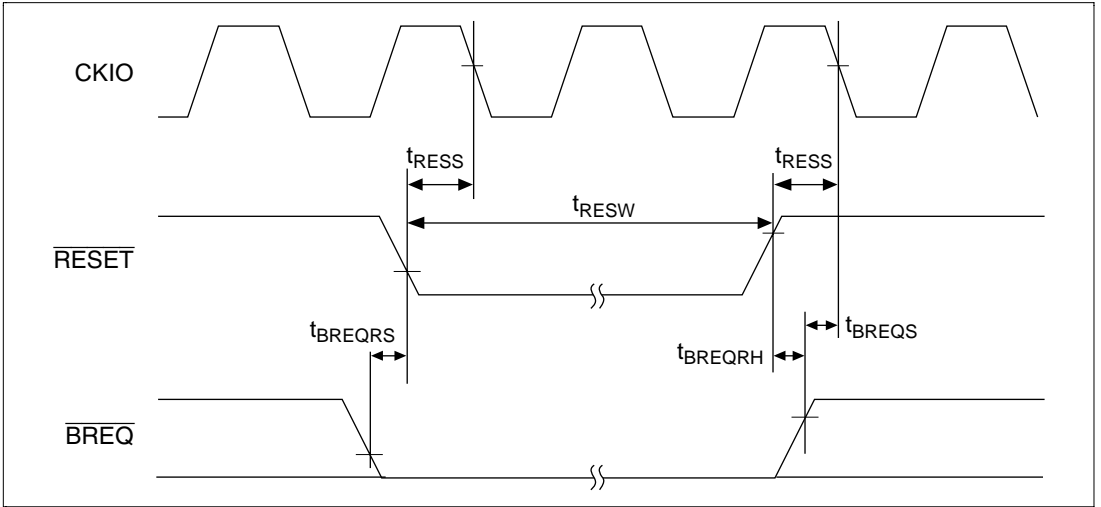 CKIO
tRESS
tRESS
tRESW
RESET
tBREQRS
tBREQS
tBREQRH
BREQ